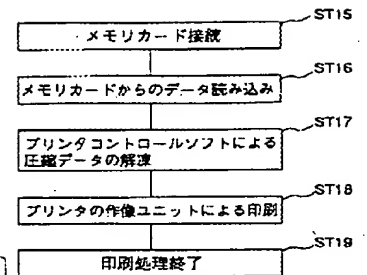 ST15
メモリカード接続
ST16
メモリカードからのデータ読み込み
ST17
プリンタコントロールソフトによる
圧縮データの解凍
ST18
プリンタの作像ユニットによる印刷
ST19
印刷処理終了